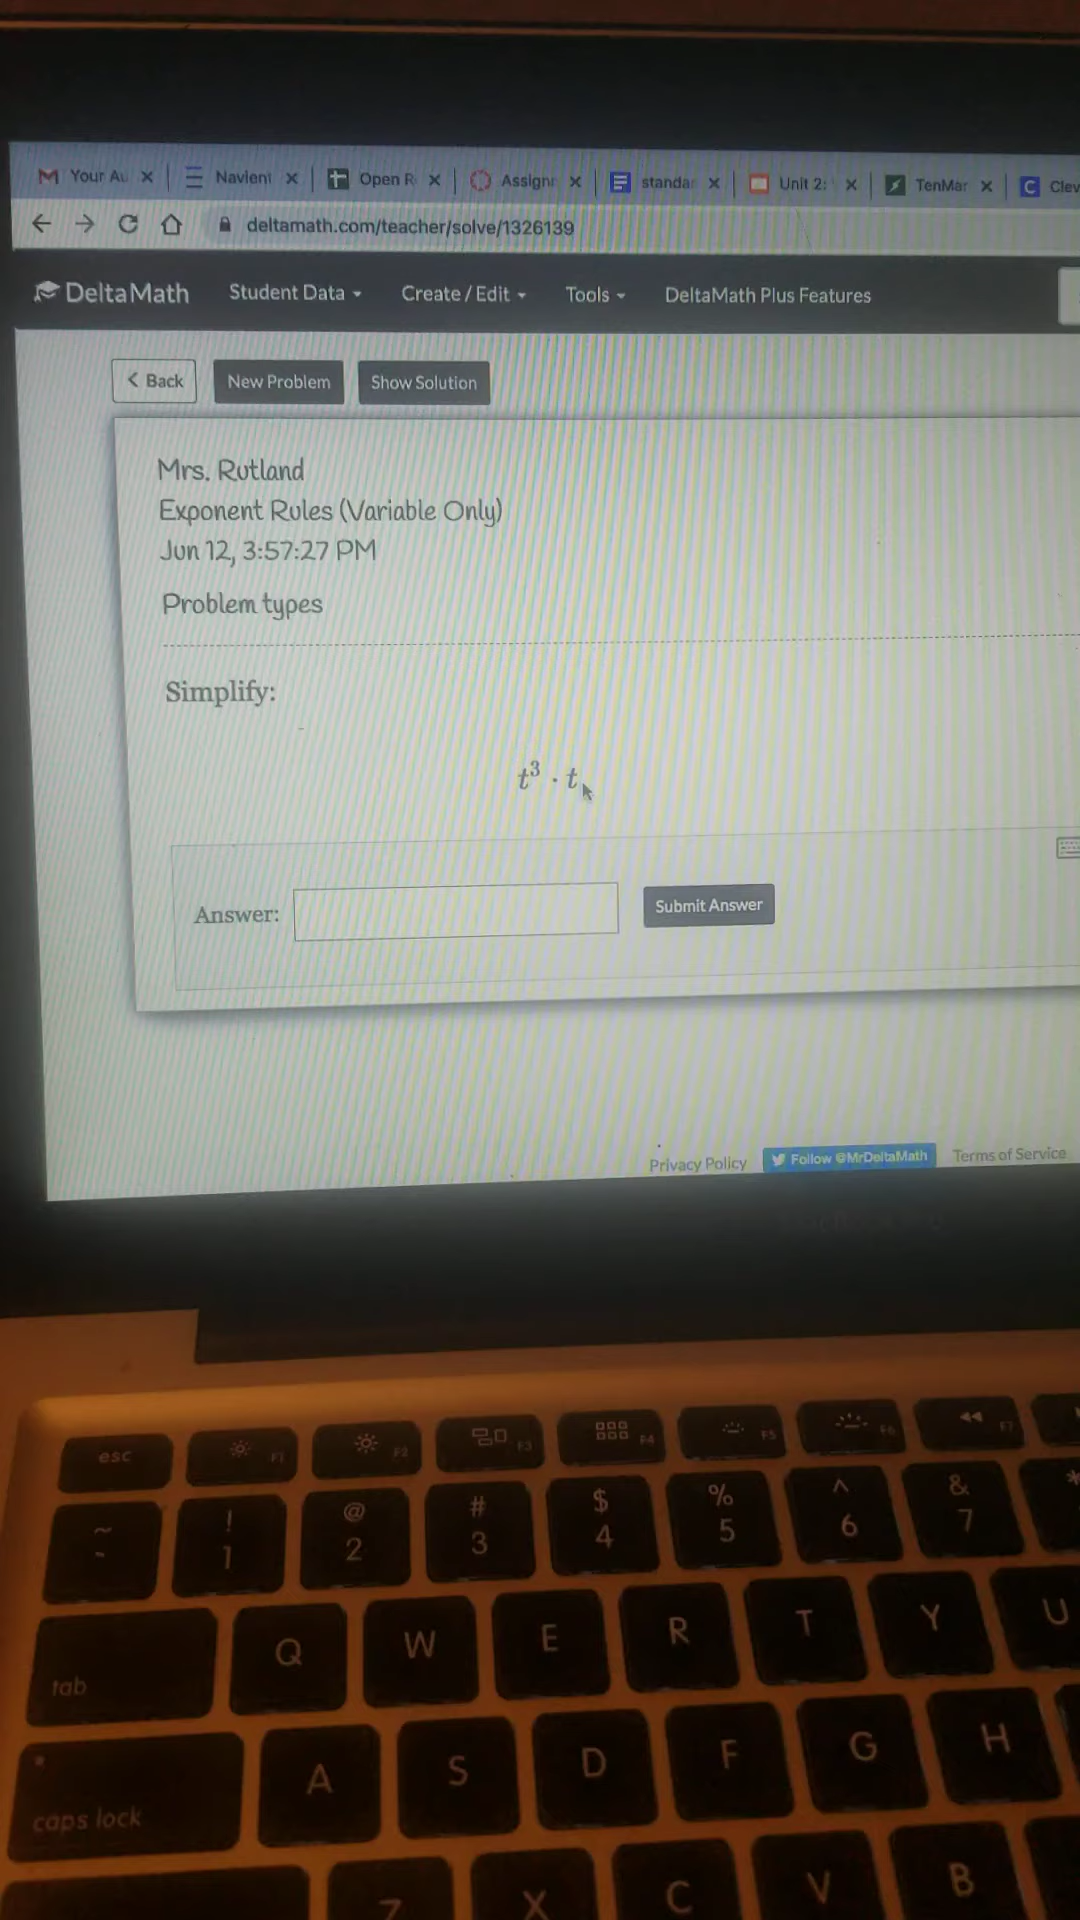 Your Au
Navient
Open R
Assignm
standar
Unit 2:
TenMar
Clev
deltamath.com/teacher/solve/1326139
DeltaMath Student Data Create / Edit Tools DeltaMath Plus Features
Back New Problem Show Solution
Mrs. Rutland
Exponent Rules (Variable Only)
Jun 12, 3:57:27 PM
Problem types
Simplify:
t³ · t
Answer: Submit Answer
Privacy Policy Follow @MrDeltaMath Terms of Service
esc F1 F2 F3 F4 F5 F6 F7
~ ! @ # $ % ^ & *
1 2 3 4 5 6 7
tab Q W E R T Y U
caps lock A S D F G H
Z X C V B